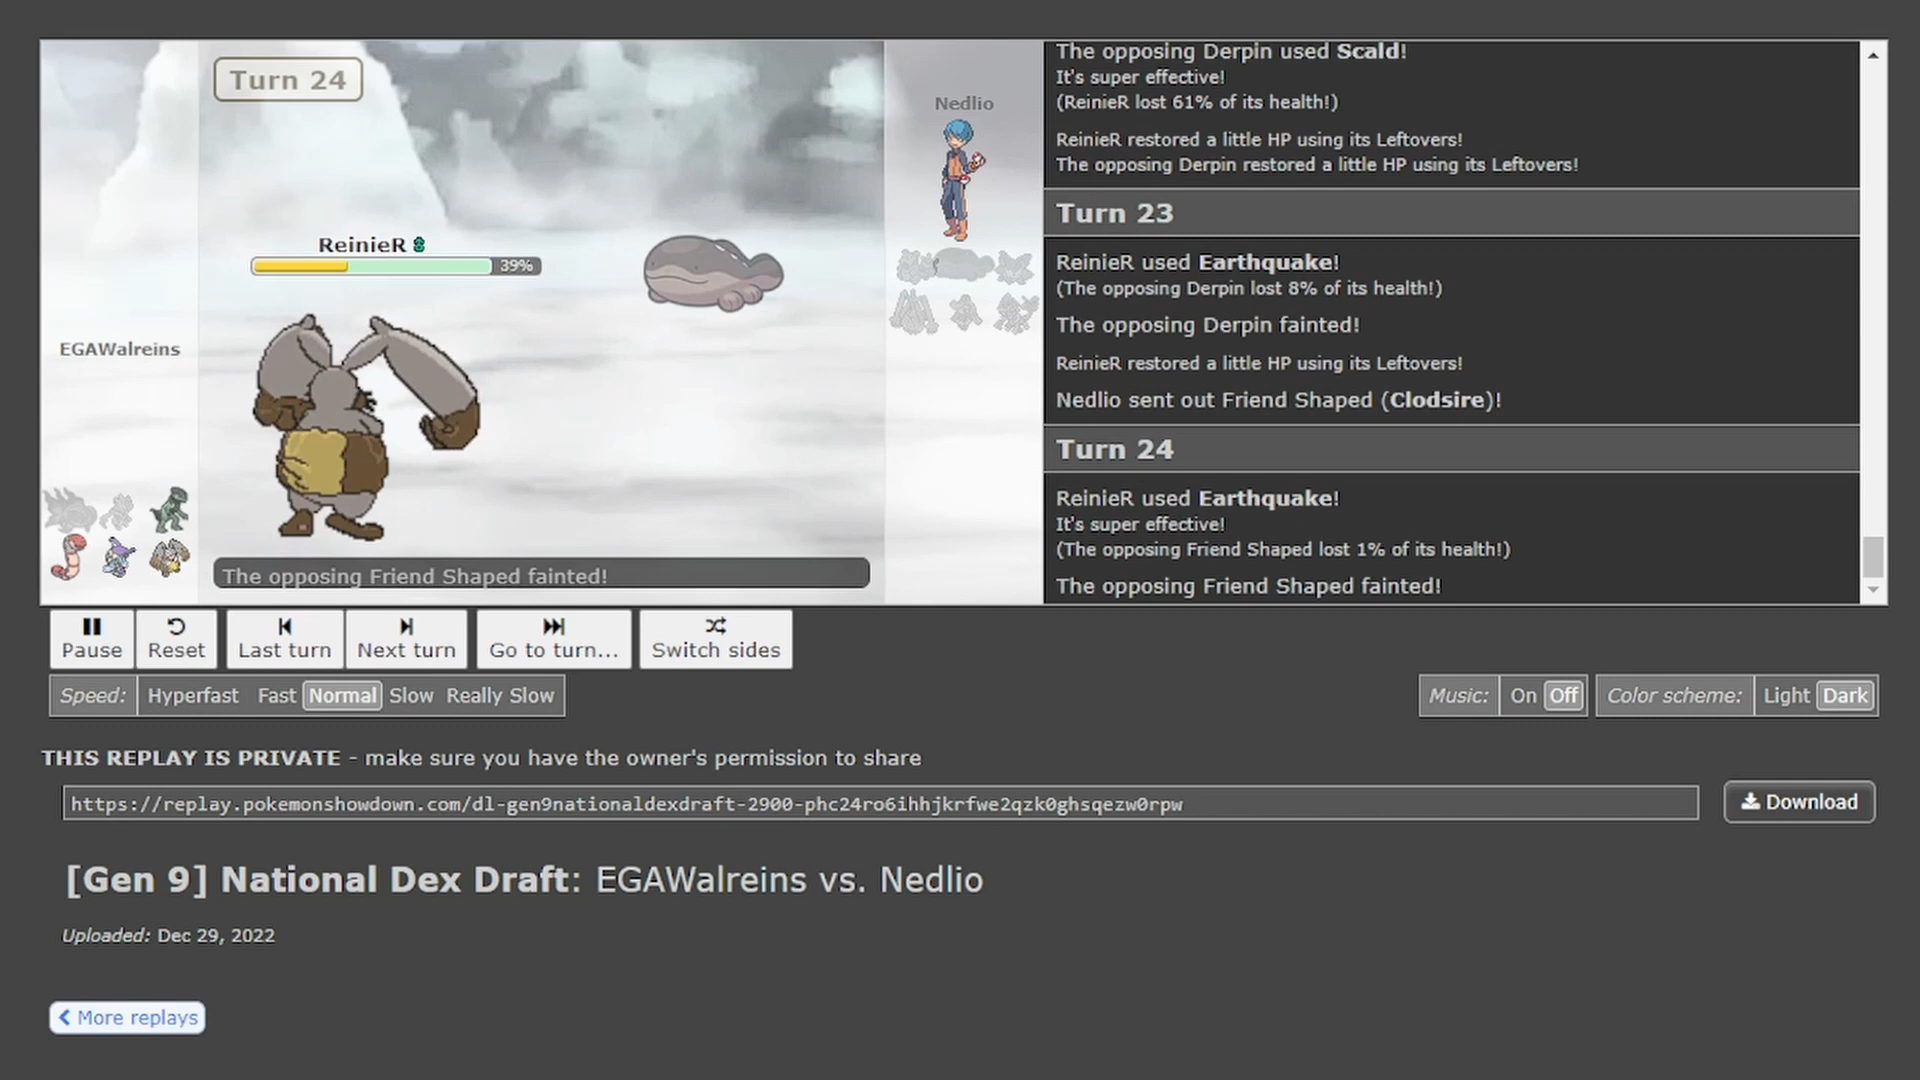 Turn 24
ReinieR
39%
EGAWalreins
The opposing Friend Shaped fainted!
Nedlio
The opposing Derpin used Scald!
It's super effective!
(ReinieR lost 61% of its health!)
ReinieR restored a little HP using its Leftovers!
The opposing Derpin restored a little HP using its Leftovers!
Turn 23
ReinieR used Earthquake!
(The opposing Derpin lost 8% of its health!)
The opposing Derpin fainted!
ReinieR restored a little HP using its Leftovers!
Nedlio sent out Friend Shaped (Clodsire)!
Turn 24
ReinieR used Earthquake!
It's super effective!
(The opposing Friend Shaped lost 1% of its health!)
The opposing Friend Shaped fainted!
Pause Reset Last turn Next turn Go to turn... Switch sides
Speed: Hyperfast Fast Normal Slow Really Slow
Music: On Off Color scheme: Light Dark
THIS REPLAY IS PRIVATE - make sure you have the owner's permission to share
https://replay.pokemonshowdown.com/dl-gen9nationaldexdraft-2900-phc24ro6ihhjkrfwe2qzk0ghsqezw0rpw
Download
[Gen 9] National Dex Draft: EGAWalreins vs. Nedlio
Uploaded: Dec 29, 2022
More replays